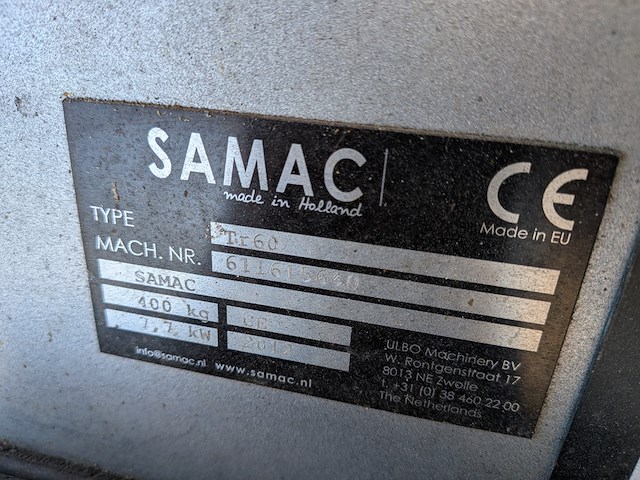 SAMAC
made in Holland
CE
Made in EU
TYPE Tr60
MACH. NR.
SAMAC
400 kg CE
7,7 kW
info@samac.nl www.samac.nl
ULBO Machinery BV
W. Rontgenstraat 17
8013 NE Zwolle
t. +31 (0) 38 460 22 00
The Netherlands